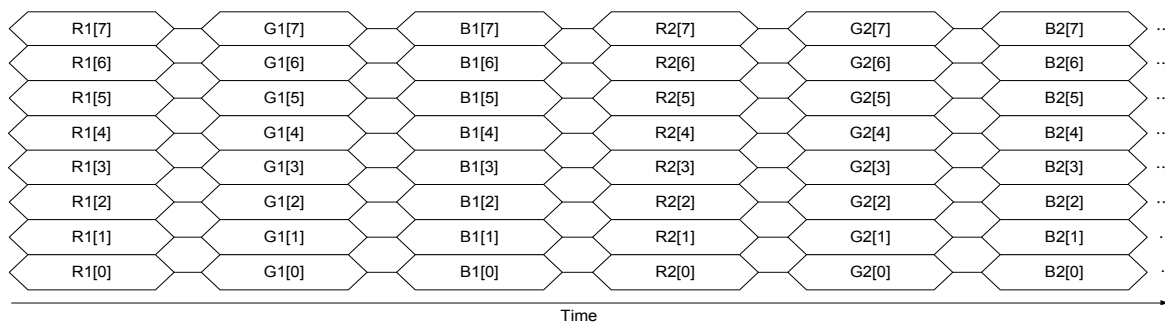 R1[7] G1[7] B1[7] R2[7] G2[7] B2[7] ...
R1[6] G1[6] B1[6] R2[6] G2[6] B2[6] ...
R1[5] G1[5] B1[5] R2[5] G2[5] B2[5] ...
R1[4] G1[4] B1[4] R2[4] G2[4] B2[4] ...
R1[3] G1[3] B1[3] R2[3] G2[3] B2[3] ...
R1[2] G1[2] B1[2] R2[2] G2[2] B2[2] ...
R1[1] G1[1] B1[1] R2[1] G2[1] B2[1] .
R1[0] G1[0] B1[0] R2[0] G2[0] B2[0] .
Time